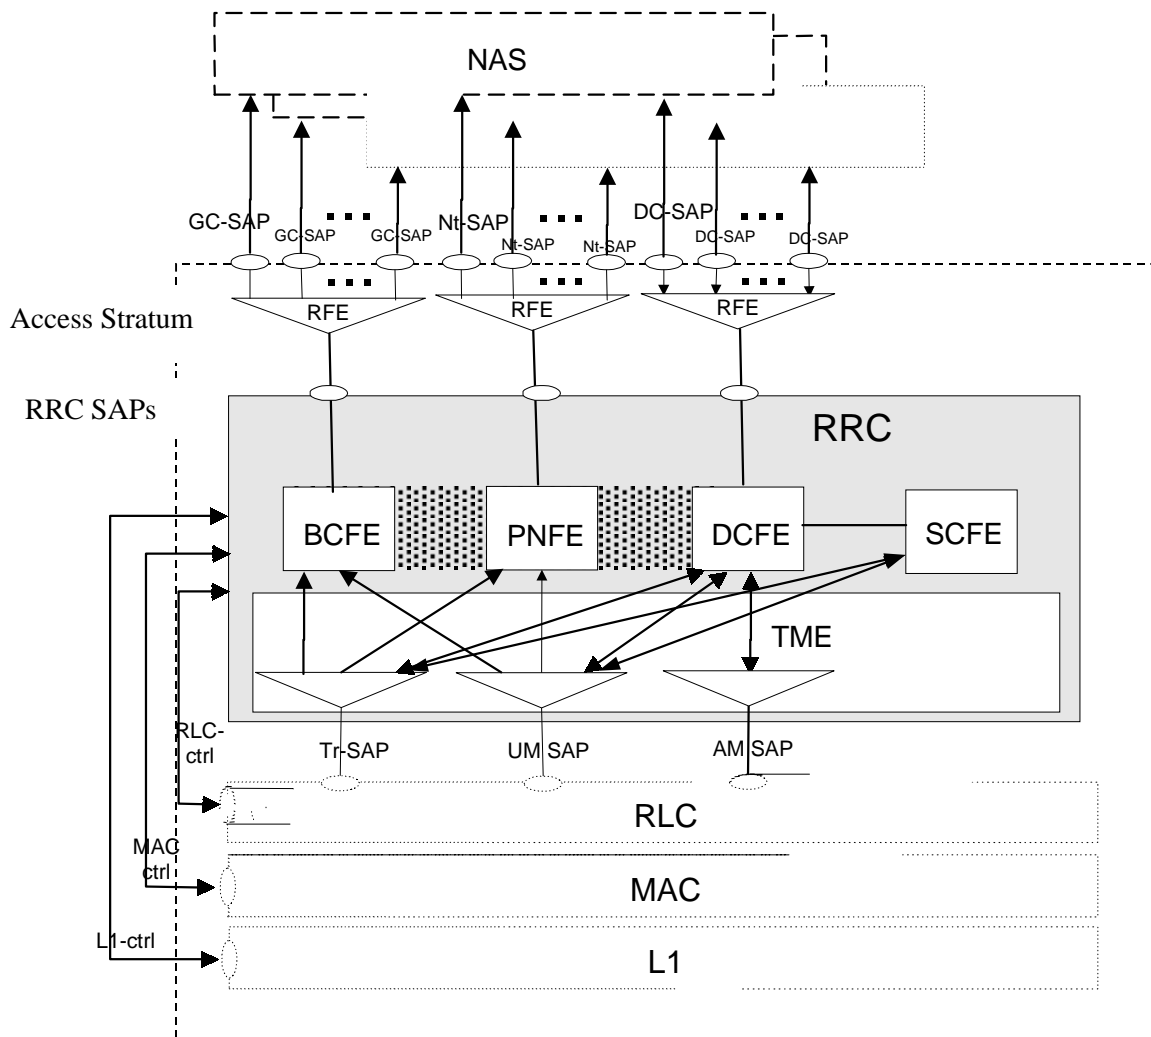 NAS
GC-SAP
GC-SAP
GC-SAP
Nt-SAP
Nt-SAP
Nt-SAP
DC-SAP
DC-SAP
DC-SAP
RFE
RFE
RFE
Access Stratum
RRC SAPs
RRC
BCFE
PNFE
DCFE
SCFE
TME
RLC-
ctrl
Tr-SAP
UM SAP
AM SAP
RLC
MAC
ctrl
MAC
L1-ctrl
L1